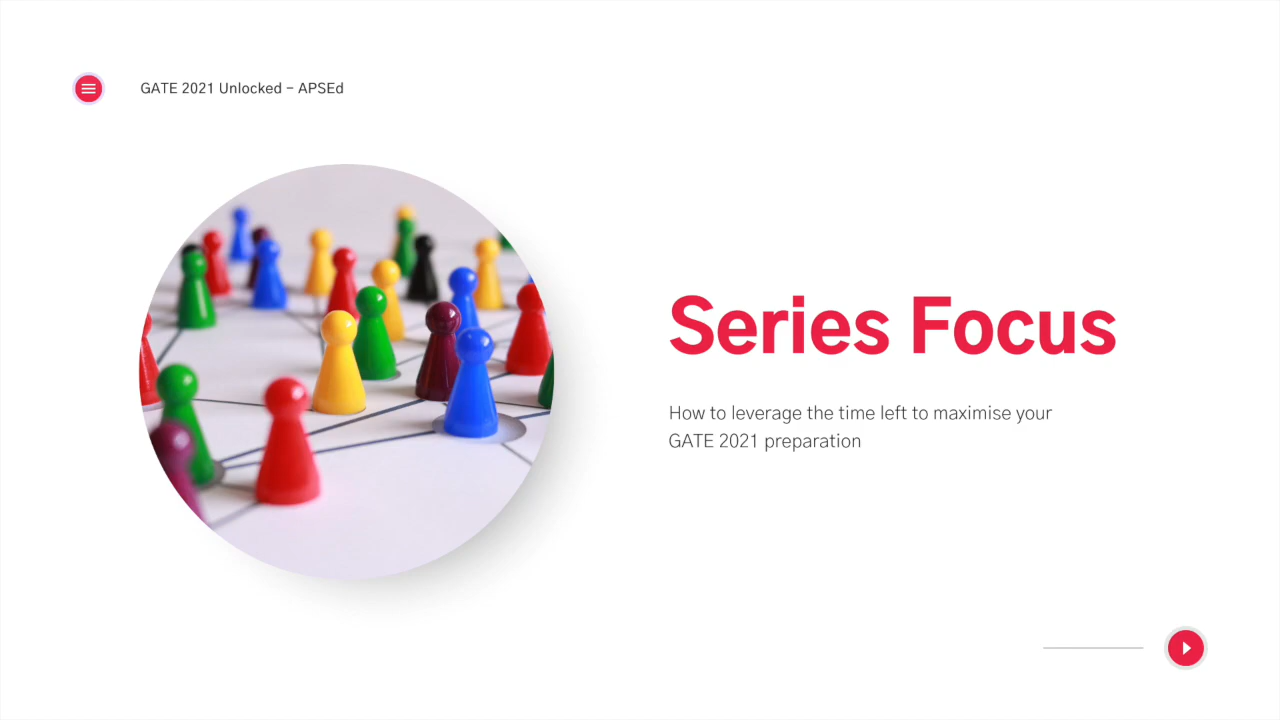 GATE 2021 Unlocked – APSEd
Series Focus
How to leverage the time left to maximise your
GATE 2021 preparation